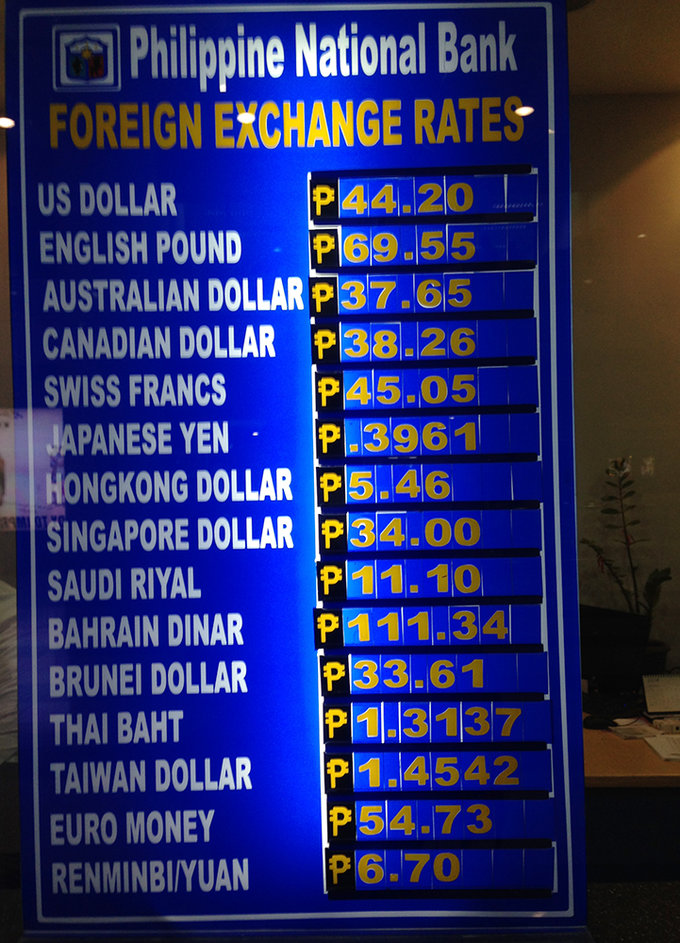 Philippine National Bank
FOREIGN EXCHANGE RATES
US DOLLAR ₱ 44.20
ENGLISH POUND ₱ 69.55
AUSTRALIAN DOLLAR ₱ 37.65
CANADIAN DOLLAR ₱ 38.26
SWISS FRANCS ₱ 45.05
JAPANESE YEN ₱ .3961
HONGKONG DOLLAR ₱ 5.46
SINGAPORE DOLLAR ₱ 34.00
SAUDI RIYAL ₱ 11.10
BAHRAIN DINAR ₱ 111.34
BRUNEI DOLLAR ₱ 33.61
THAI BAHT ₱ 1.3137
TAIWAN DOLLAR ₱ 1.4542
EURO MONEY ₱ 54.73
RENMINBI/YUAN ₱ 6.70